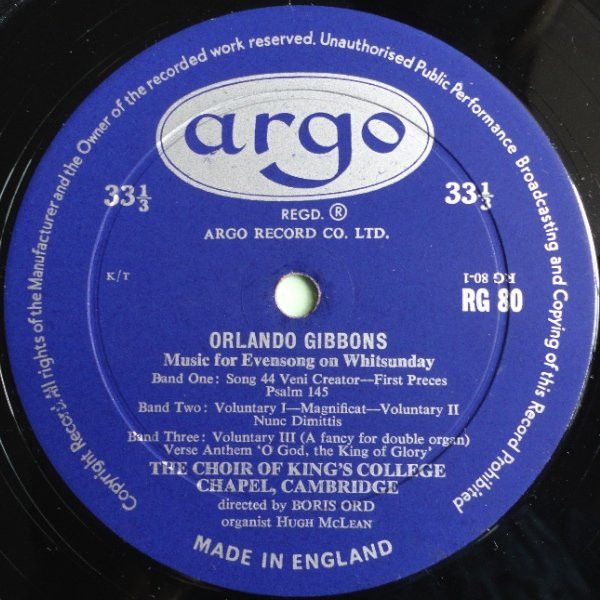 Copyright Record. All rights of the Manufacturer and the Owner of the recorded work reserved. Unauthorised Public Performance Broadcasting and Copying of this Record Prohibited
argo
33⅓ 33⅓
REGD. ®
ARGO RECORD CO. LTD.
K/T
RG 80-1
RG 80
ORLANDO GIBBONS
Music for Evensong on Whitsunday
Band One: Song 44 Veni Creator—First Preces
Psalm 145
Band Two: Voluntary I—Magnificat—Voluntary II
Nunc Dimittis
Band Three: Voluntary III (A fancy for double organ)
Verse Anthem 'O God, the King of Glory'
THE CHOIR OF KING'S COLLEGE
CHAPEL, CAMBRIDGE
directed by BORIS ORD
organist HUGH MCLEAN
MADE IN ENGLAND